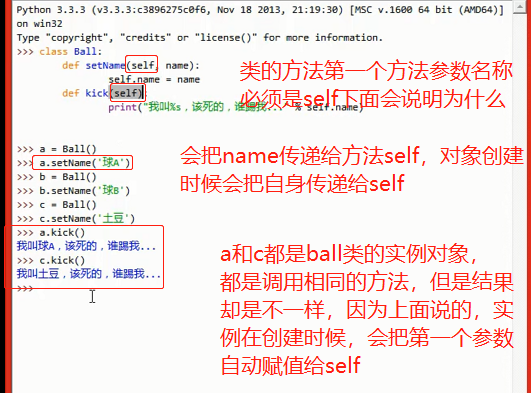 Python 3.3.3 (v3.3.3:c3896275c0f6, Nov 18 2013, 21:19:30) [MSC v.1600 64 bit (AMD64)]
on win32
Type "copyright", "credits" or "license()" for more information.
>>> class Ball:
def setName(self, name):
self.name = name
def kick(self):
print("我叫%s，该死的，谁踢我..." % self.name)
类的方法第一个方法参数名称
必须是self下面会说明为什么
>>> a = Ball()
>>> a.setName('球A')
>>> b = Ball()
>>> b.setName('球B')
>>> c = Ball()
>>> c.setName('土豆')
>>> a.kick()
我叫球A，该死的，谁踢我...
>>> c.kick()
我叫土豆，该死的，谁踢我...
>>>
会把name传递给方法self，对象创建
时候会把自身传递给self
a和c都是ball类的实例对象，
都是调用相同的方法，但是结果
却是不一样，因为上面说的，实
例在创建时候，会把第一个参数
自动赋值给self